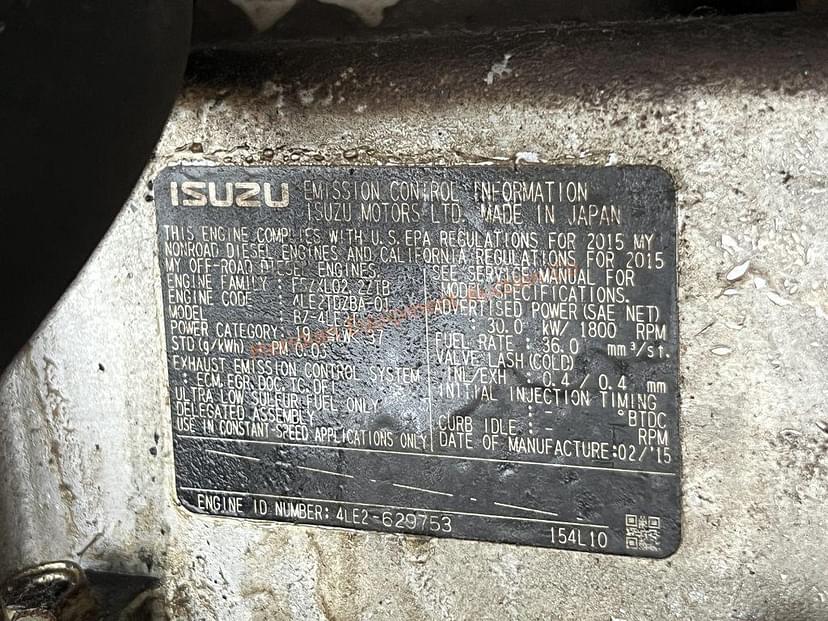 ISUZU EMISSION CONTROL INFORMATION
ISUZU MOTORS LTD. MADE IN JAPAN
THIS ENGINE COMPLIES WITH U.S. EPA REGULATIONS FOR 2015 MY
NONROAD DIESEL ENGINES AND CALIFORNIA REGULATIONS FOR 2015
MY OFF-ROAD DIESEL ENGINES.
ENGINE FAMILY :
ENGINE CODE : 4LE2TDZBA-01
MODEL :
POWER CATEGORY: 19 kW 37
STD (g/kWh) : PM 0.03
EXHAUST EMISSION CONTROL SYSTEM
: ECM, EGR, DOC, TC,
ULTRA LOW SULFUR FUEL ONLY
DELEGATED ASSEMBLY
USE IN CONSTANT-SPEED APPLICATIONS ONLY
SEE SERVICE MANUAL FOR
MODEL SPECIFICATIONS.
ADVERTISED POWER (SAE NET)
: 30.0 kW/ 1800 RPM
FUEL RATE : 36.0 mm³/st.
VALVE LASH (COLD)
INL/EXH : 0.4 / 0.4 mm
INITIAL INJECTION TIMING
: - °BTDC
CURB IDLE : - RPM
DATE OF MANUFACTURE:02/'15
ENGINE ID NUMBER: 4LE2-629753
154L10